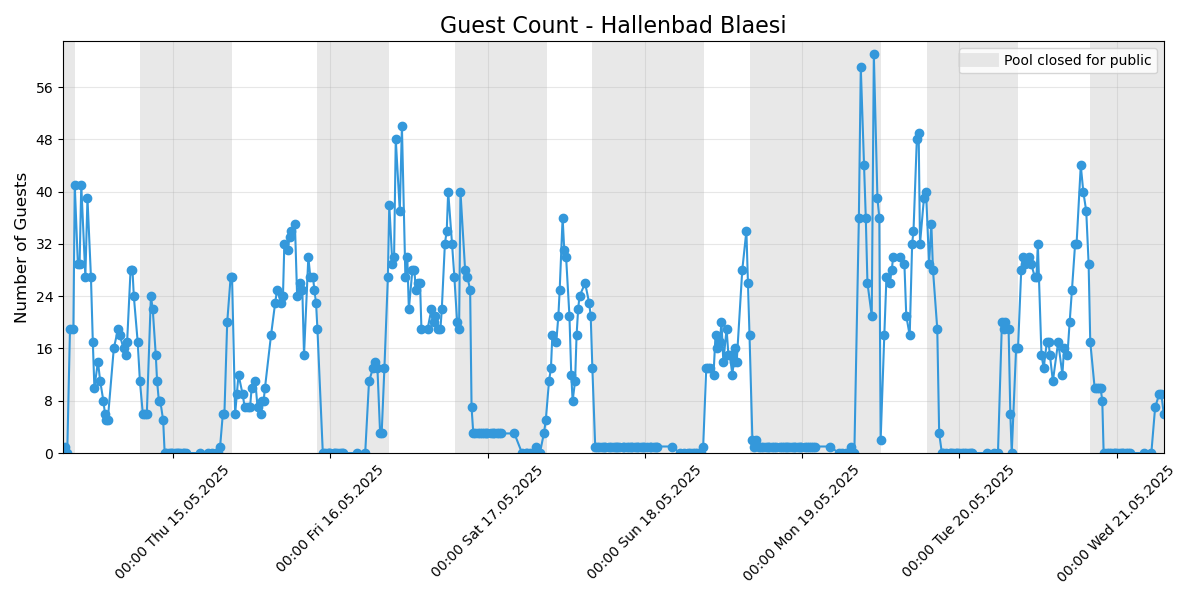 Guest Count - Hallenbad Blaesi
Pool closed for public
Number of Guests
56
48
40
32
24
16
8
0
00:00 Thu 15.05.2025
00:00 Fri 16.05.2025
00:00 Sat 17.05.2025
00:00 Sun 18.05.2025
00:00 Mon 19.05.2025
00:00 Tue 20.05.2025
00:00 Wed 21.05.2025